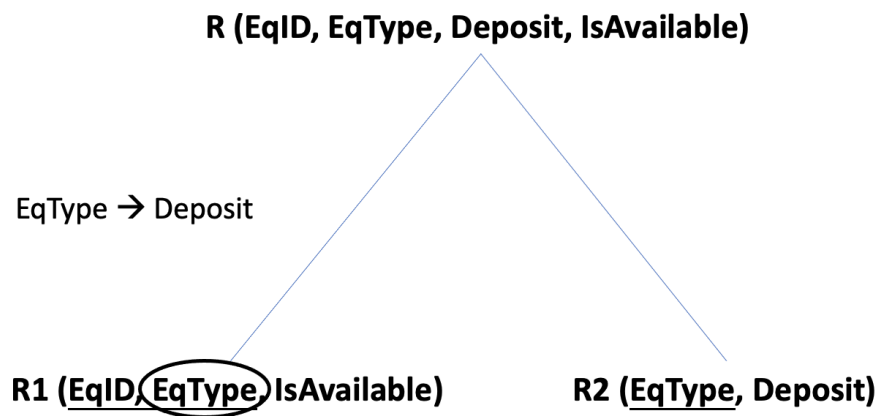 R (EqID, EqType, Deposit, IsAvailable)
EqType → Deposit
R1 (EqID, EqType, IsAvailable)
R2 (EqType, Deposit)